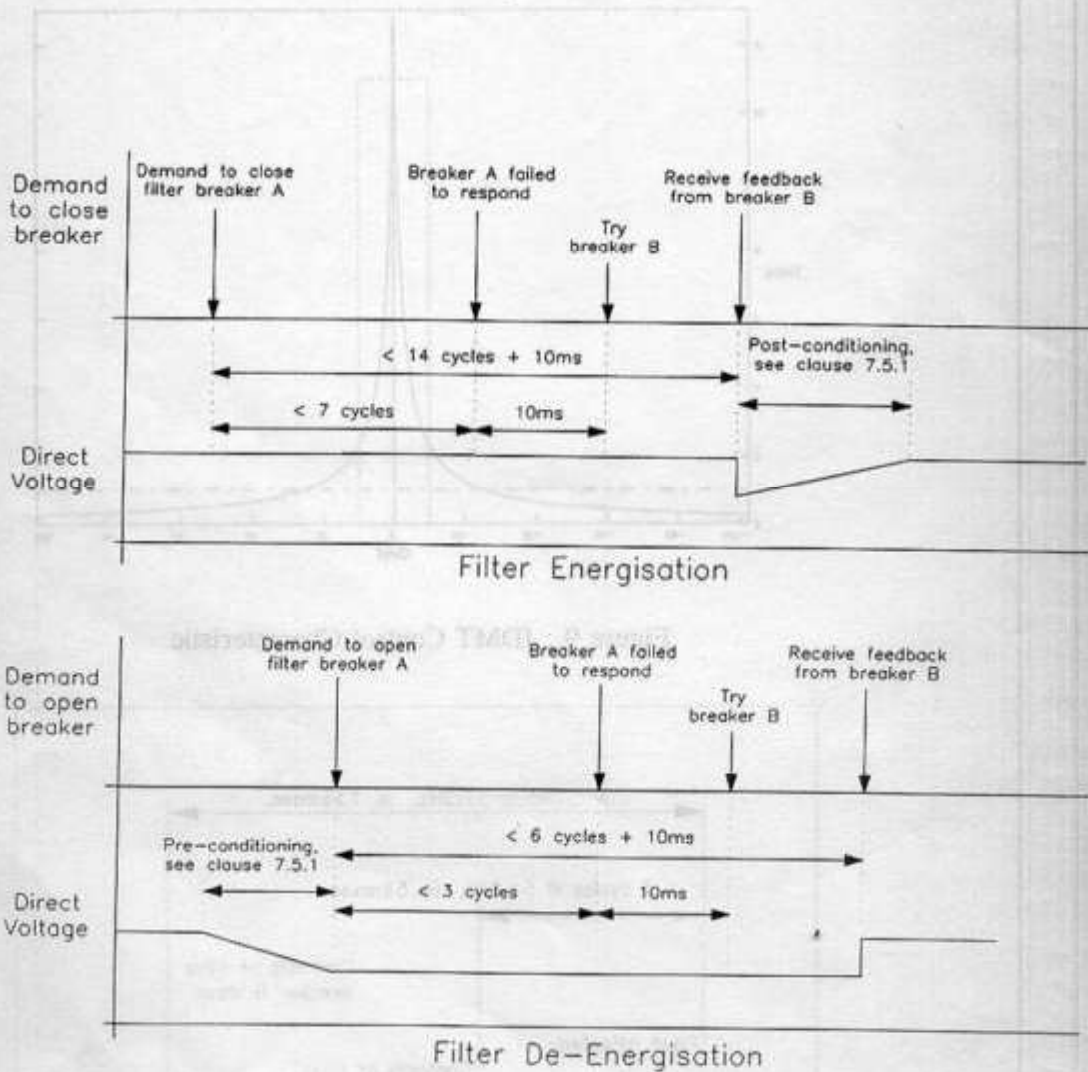 Demand
to close
breaker
Demand to close
filter breaker A
Breaker A failed
to respond
Try
breaker B
Receive feedback
from breaker B
< 14 cycles + 10ms
Post-conditioning,
see clause 7.5.1
< 7 cycles
10ms
Direct
Voltage
Filter Energisation
Demand
to open
breaker
Demand to open
filter breaker A
Breaker A failed
to respond
Try
breaker B
Receive feedback
from breaker B
< 6 cycles + 10ms
Pre-conditioning,
see clause 7.5.1
< 3 cycles
10ms
Direct
Voltage
Filter De-Energisation